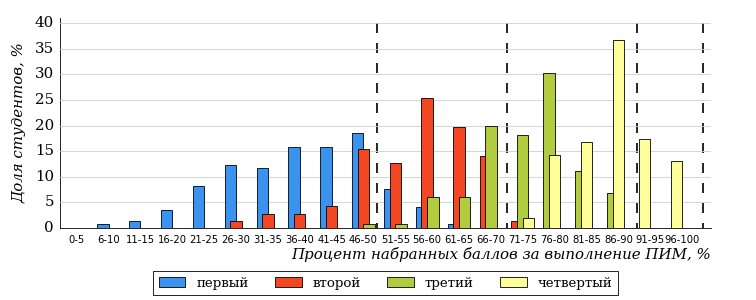 Доля студентов, %
40
35
30
25
20
15
10
5
0
0-5 6-10 11-15 16-20 21-25 26-30 31-35 36-40 41-45 46-50 51-55 56-60 61-65 66-70 71-75 76-80 81-85 86-90 91-95 96-100
Процент набранных баллов за выполнение ПИМ, %
первый второй третий четвертый